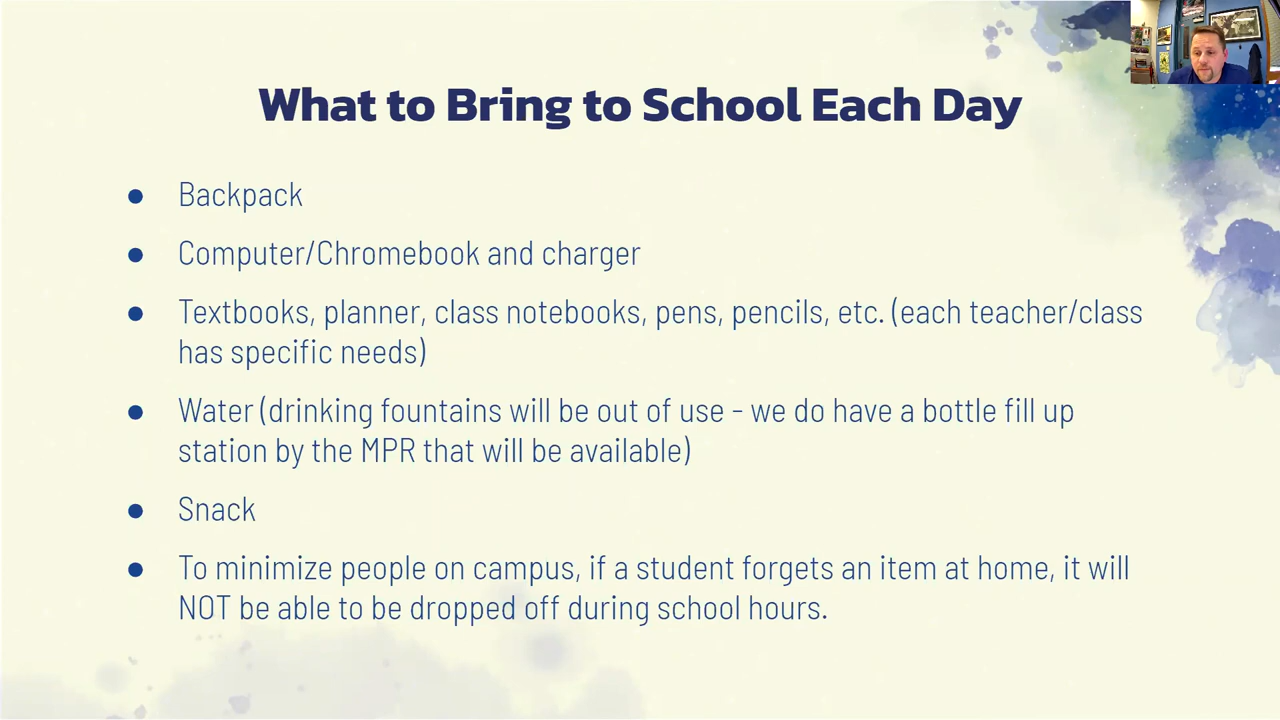 What to Bring to School Each Day
● Backpack
● Computer/Chromebook and charger
● Textbooks, planner, class notebooks, pens, pencils, etc. (each teacher/class
has specific needs)
● Water (drinking fountains will be out of use - we do have a bottle fill up
station by the MPR that will be available)
● Snack
● To minimize people on campus, if a student forgets an item at home, it will
NOT be able to be dropped off during school hours.